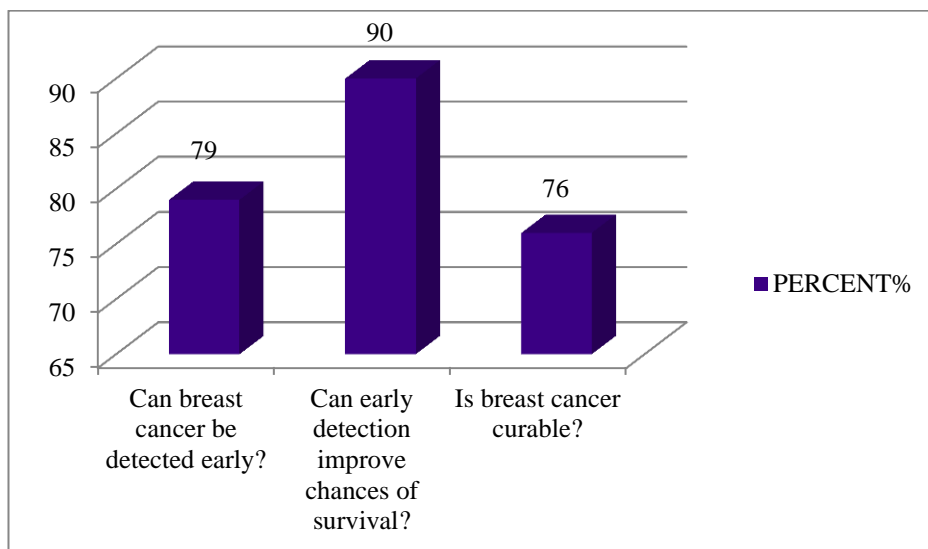 90
90
85
79
80
76
75
70
65
PERCENT%
Can breast
cancer be
detected early?
Can early
detection
improve
chances of
survival?
Is breast cancer
curable?